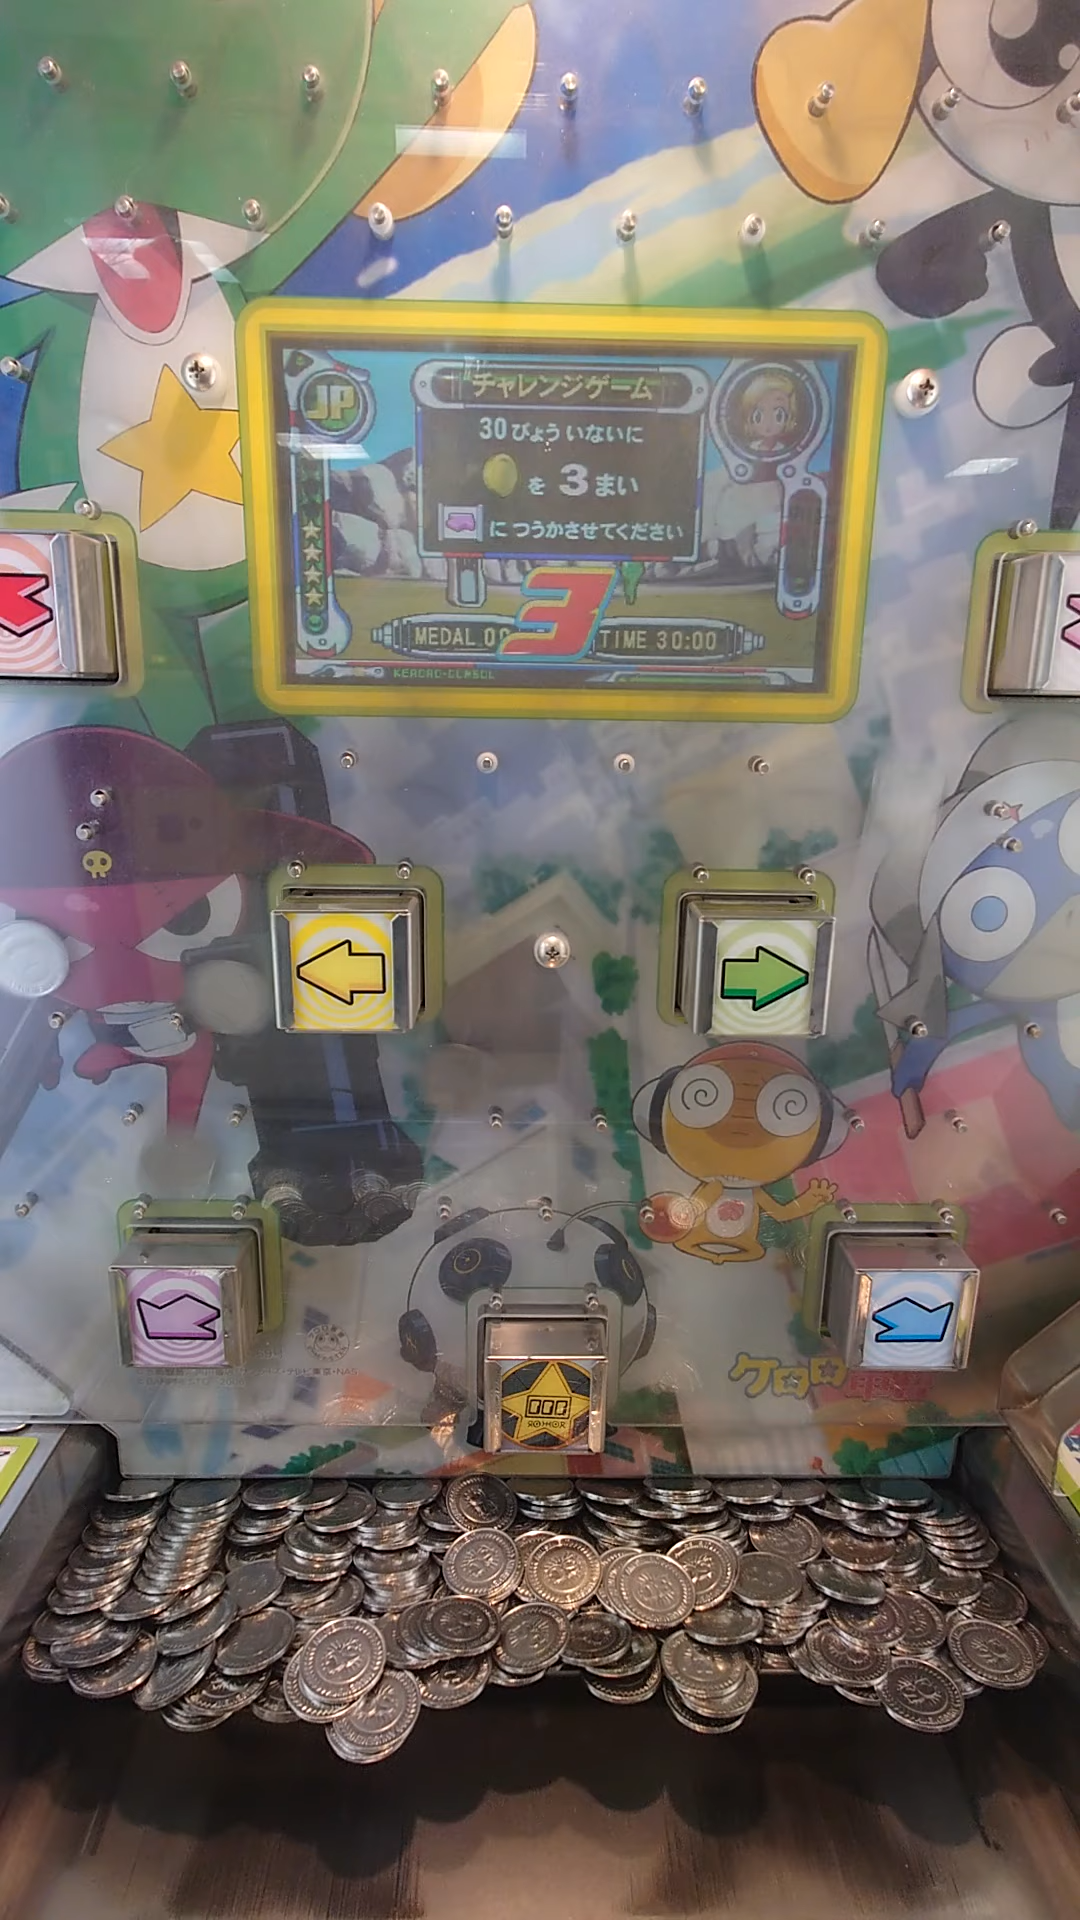 JP
チャレンジゲーム
30びょういないに
を 3 まい
に つうかさせてください
3
MEDAL 00
TIME 30:00
ケロロ